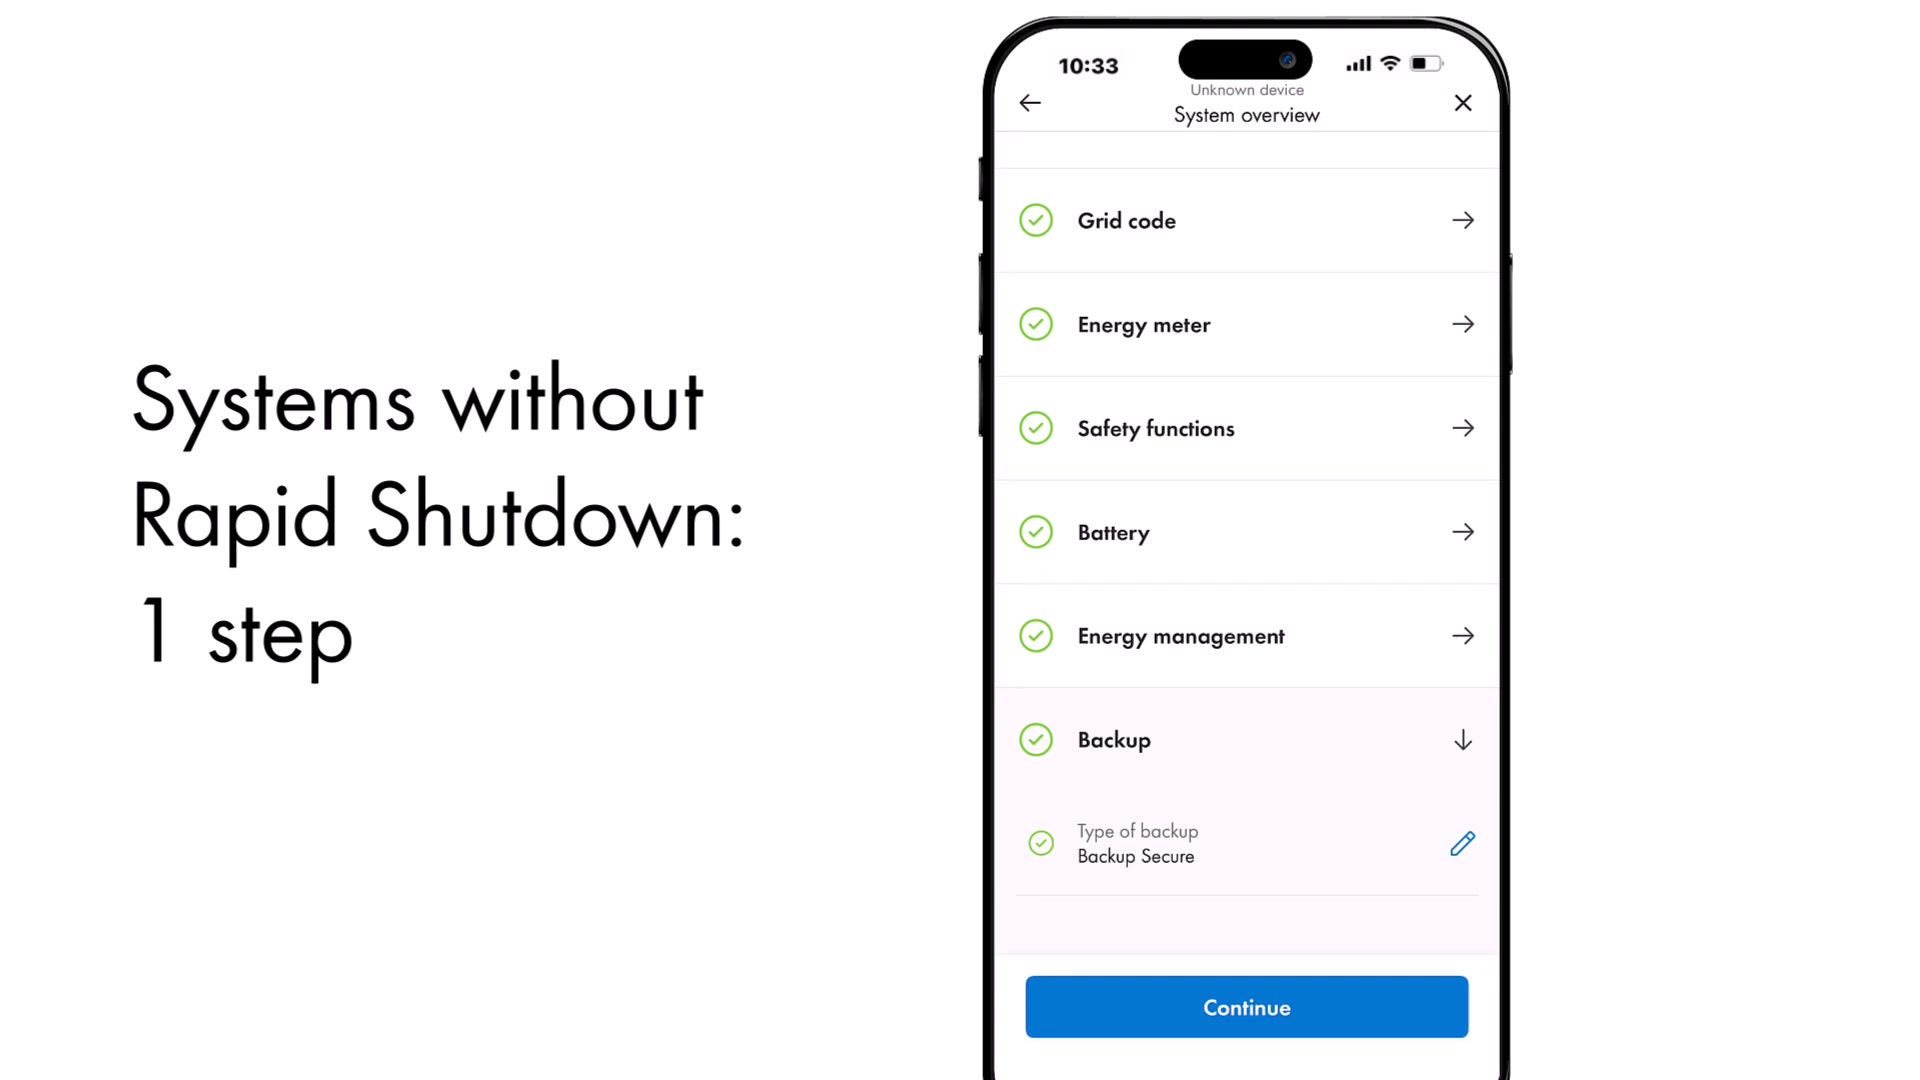 Systems without
Rapid Shutdown:
1 step
10:33
Unknown device
System overview
Grid code
Energy meter
Safety functions
Battery
Energy management
Backup
Type of backup
Backup Secure
Continue